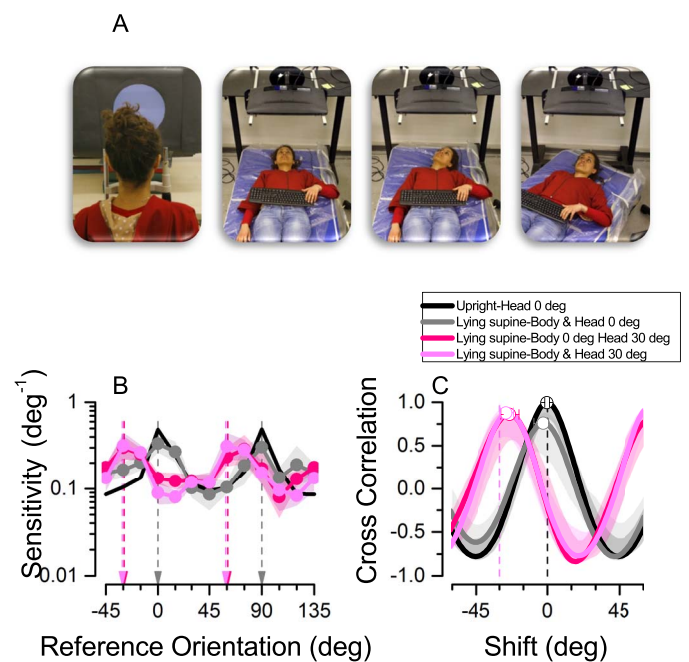 A
Upright-Head 0 deg
Lying supine-Body & Head 0 deg
Lying supine-Body 0 deg Head 30 deg
Lying supine-Body & Head 30 deg
B
Sensitivity (deg⁻¹)
1
0.1
0.01
-45 0 45 90 135
Reference Orientation (deg)
C
Cross Correlation
1.0
0.5
0.0
-0.5
-1.0
-45 0 45
Shift (deg)